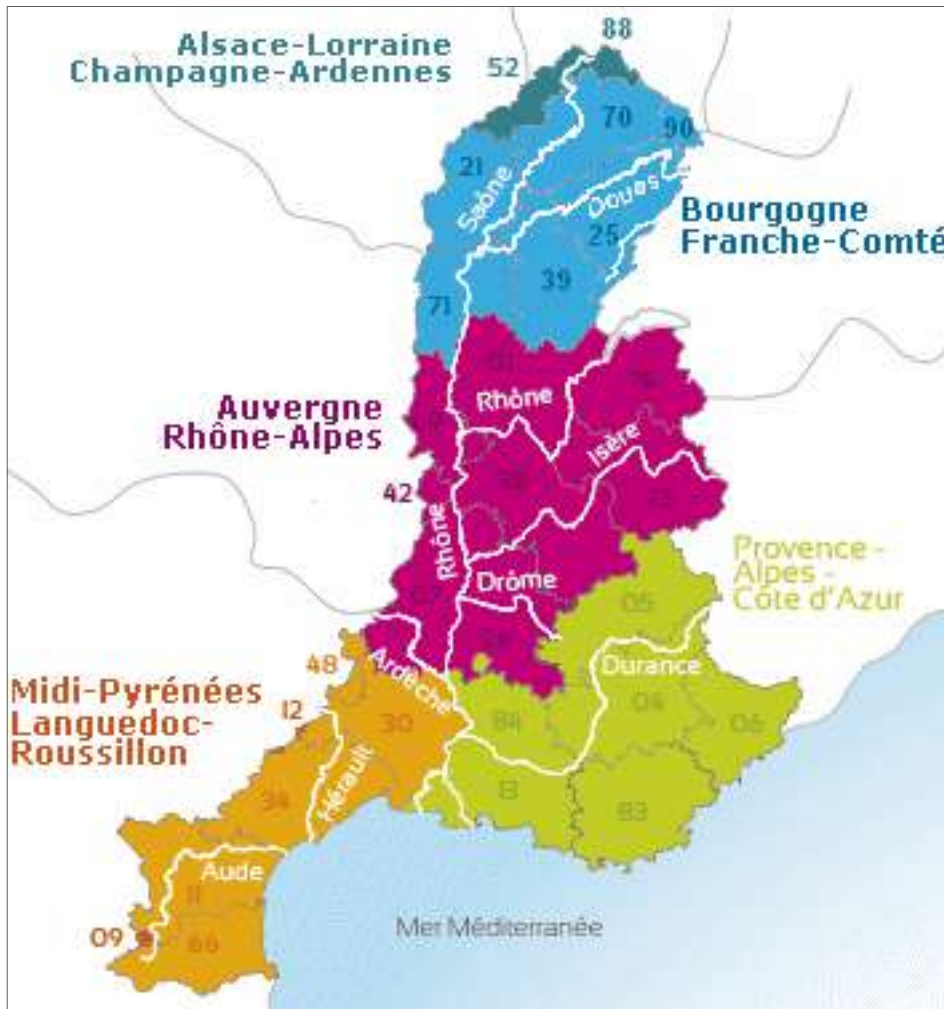 88
Alsace-Lorraine
Champagne-Ardennes
52
70
90
21
Saône
Doubs
Bourgogne
Franche-Comté
25
39
71
01
Auvergne
Rhône-Alpes
Rhône
Isère
42
Rhône
Drôme
Provence -
Alpes -
Côte d'Azur
05
Ardèche
Durance
48
Midi-Pyrénées
Languedoc-
Roussillon
12
30
84
04
06
Hérault
34
13
83
Aude
11
09
66
Mer Méditerranée